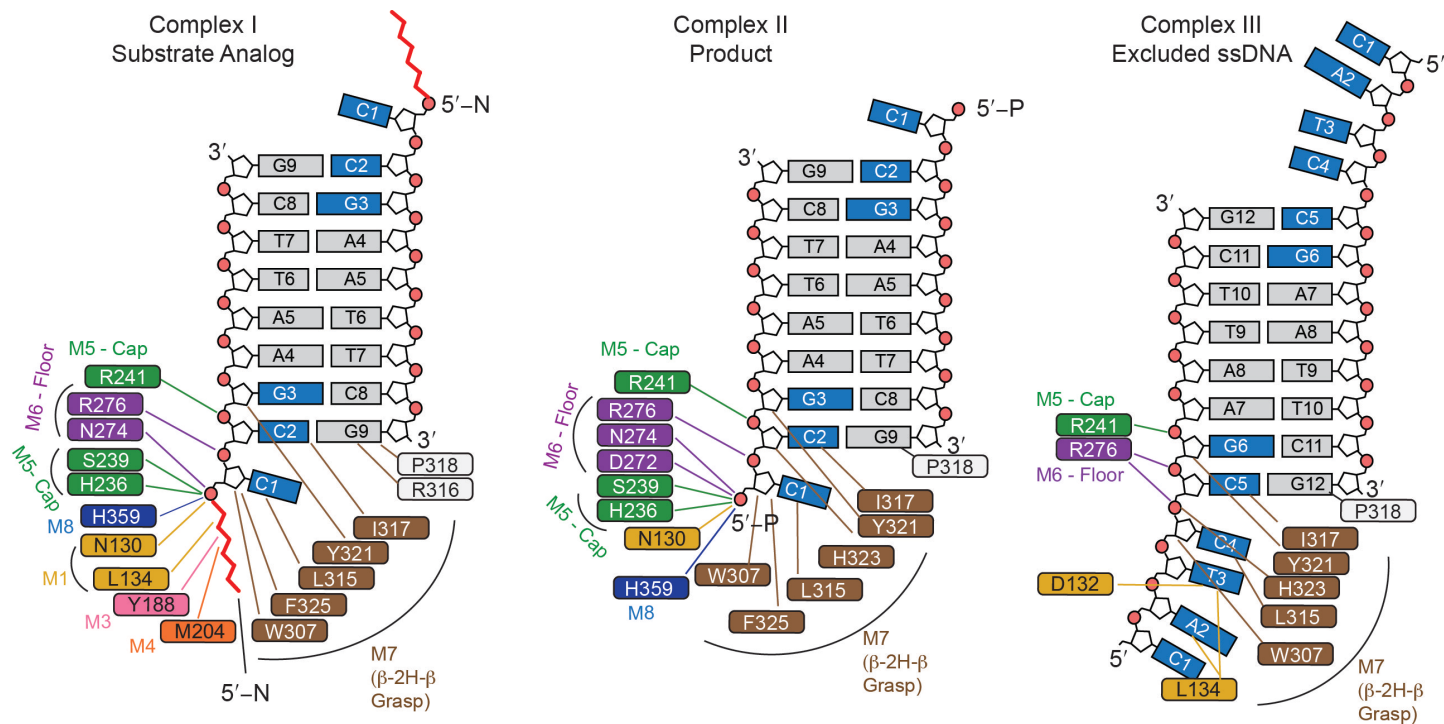 Complex I
Substrate Analog
5′–N
C1
3′
G9 C2
C8 G3
T7 A4
T6 A5
A5 T6
A4 T7
G3 C8
C2 G9
3′
C1
M5 - Cap
R241
M6 - Floor
R276
N274
M5- Cap
S239
H236
M8
H359
M1
N130
L134
M3
Y188
M4
M204
5′–N
P318
R316
I317
Y321
L315
F325
W307
M7
(β-2H-β
Grasp)
Complex II
Product
5′–P
C1
3′
G9 C2
C8 G3
T7 A4
T6 A5
A5 T6
A4 T7
G3 C8
C2 G9
3′
C1
M5 - Cap
R241
M6 - Floor
R276
N274
D272
M5-Cap
S239
H236
5′–P
N130
H359
M8
P318
I317
Y321
H323
L315
W307
F325
M7
(β-2H-β
Grasp)
Complex III
Excluded ssDNA
C1
5′
A2
T3
C4
3′
G12 C5
C11 G6
T10 A7
T9 A8
A8 T9
A7 T10
G6 C11
C5 G12
3′
C4
T3
A2
C1
5′
M5 - Cap
R241
R276
M6 - Floor
D132
L134
P318
I317
Y321
H323
L315
W307
M7
(β-2H-β
Grasp)